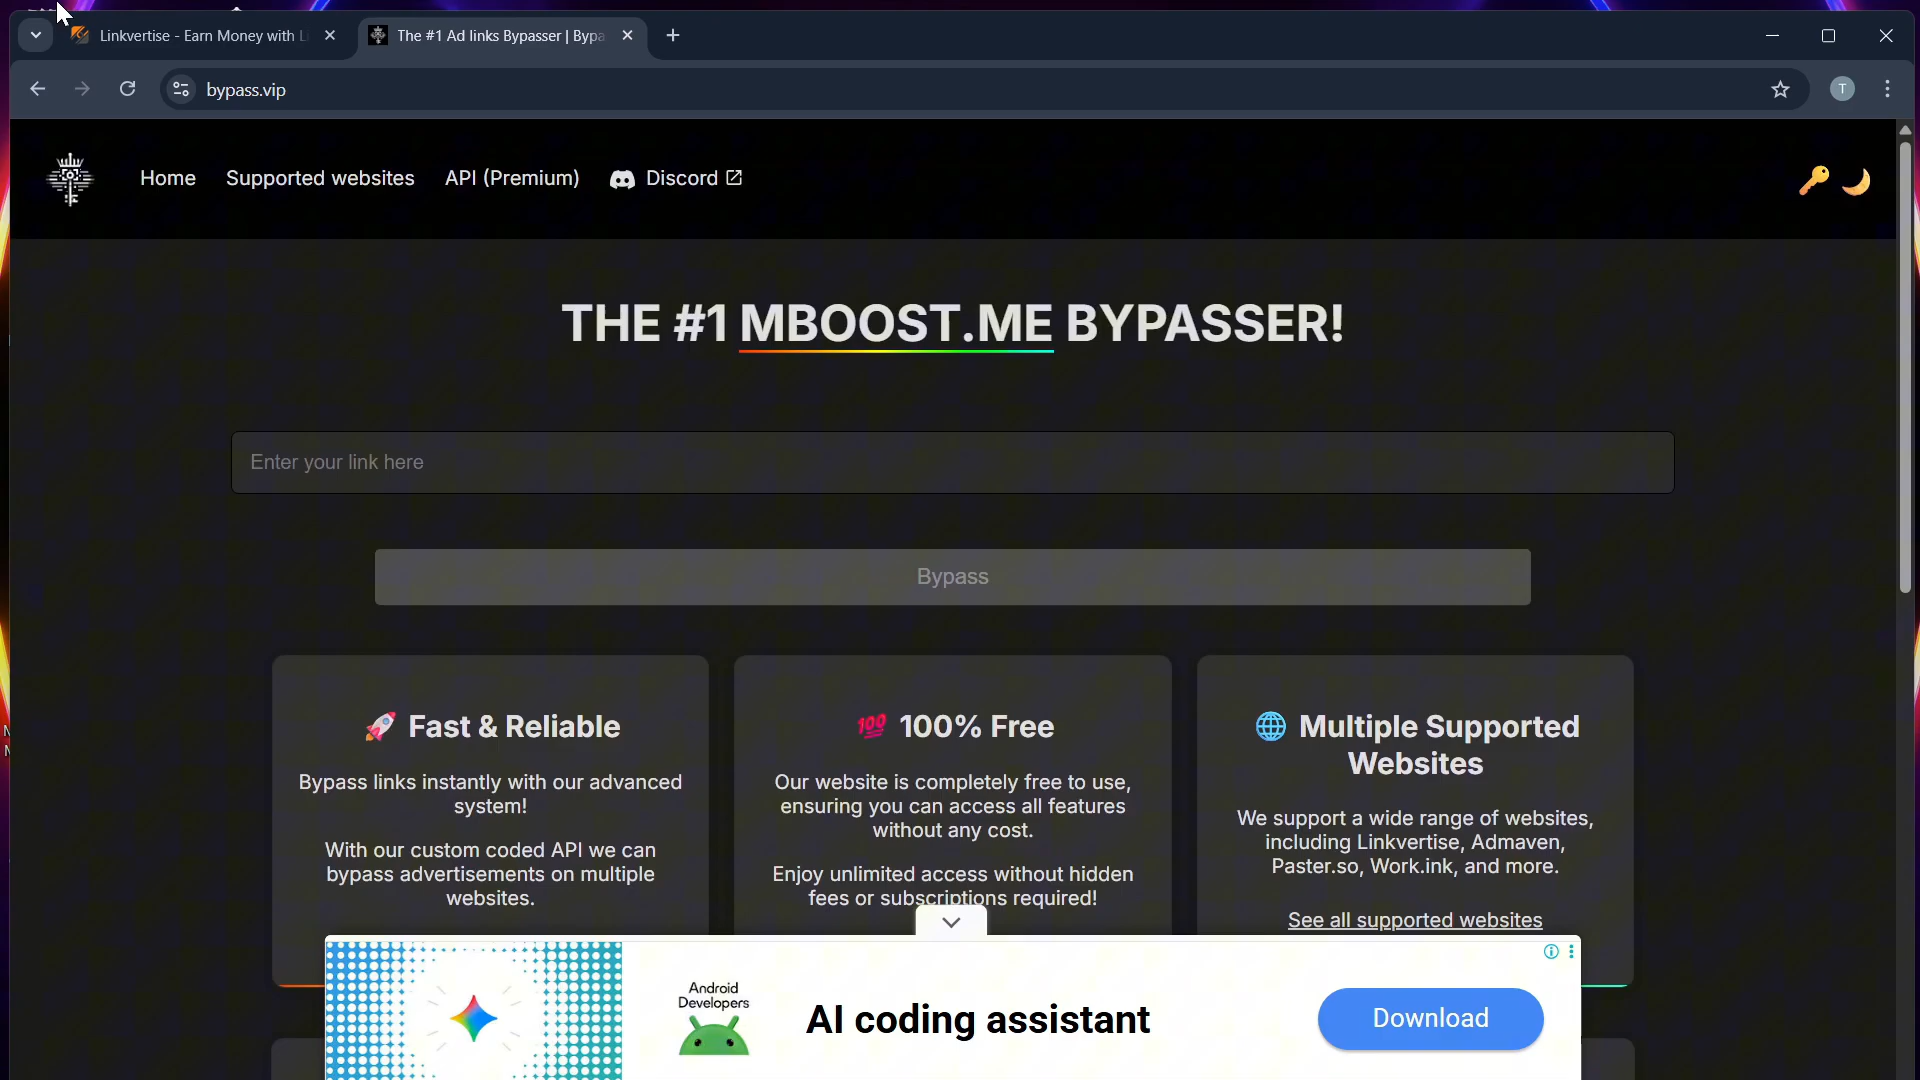 Linkvertise - Earn Money with L
The #1 Ad links Bypasser | Bypa
bypass.vip
T
Home
Supported websites
API (Premium)
Discord
THE #1 MBOOST.ME BYPASSER!
Enter your link here
Bypass
🚀 Fast & Reliable
Bypass links instantly with our advanced
system!
With our custom coded API we can
bypass advertisements on multiple
websites.
💯 100% Free
Our website is completely free to use,
ensuring you can access all features
without any cost.
Enjoy unlimited access without hidden
fees or subscriptions required!
🌐 Multiple Supported
Websites
We support a wide range of websites,
including Linkvertise, Admaven,
Paster.so, Work.ink, and more.
See all supported websites
Android
Developers
AI coding assistant
Download